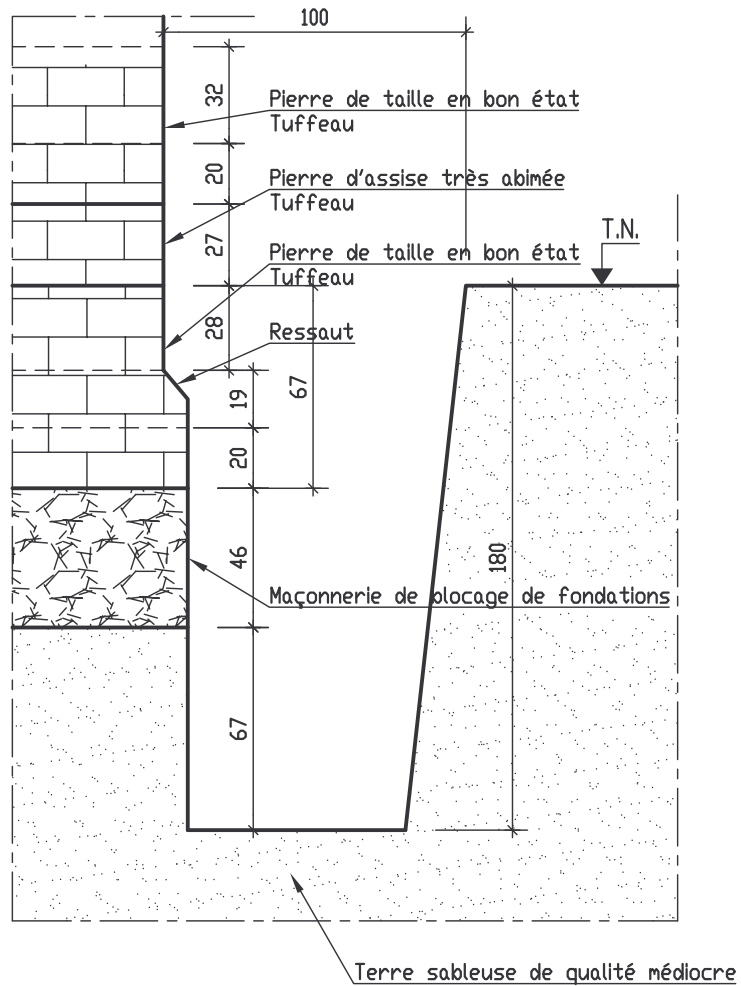 100
32
Pierre de taille en bon état
Tuffeau
20
Pierre d'assise très abimée
Tuffeau
T.N.
27
Pierre de taille en bon état
Tuffeau
28
Ressaut
19
67
20
46
180
Maçonnerie de blocage de fondations
67
Terre sableuse de qualité médiocre